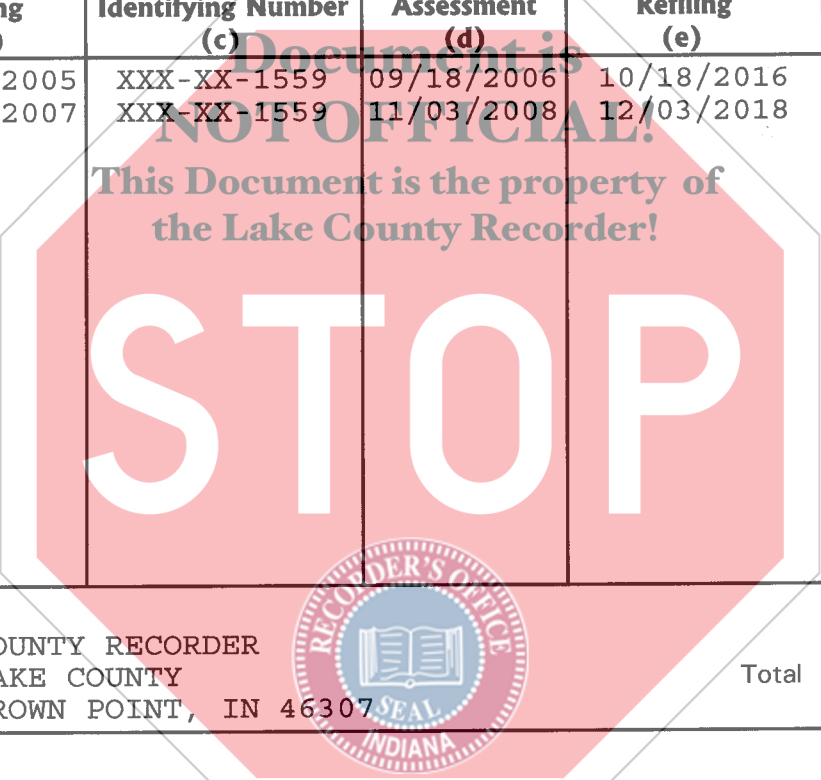 ng Identifying Number Assessment Refiling
) (c) (d) (e)
Document is
2005 XXX-XX-1559 09/18/2006 10/18/2016
2007 XXX-XX-1559 11/03/2008 12/03/2018
NOT OFFICIAL!
This Document is the property of
the Lake County Recorder!
STOP
RECORDER'S OFFICE
SEAL
INDIANA
OUNTY RECORDER
AKE COUNTY Total
ROWN POINT, IN 46307